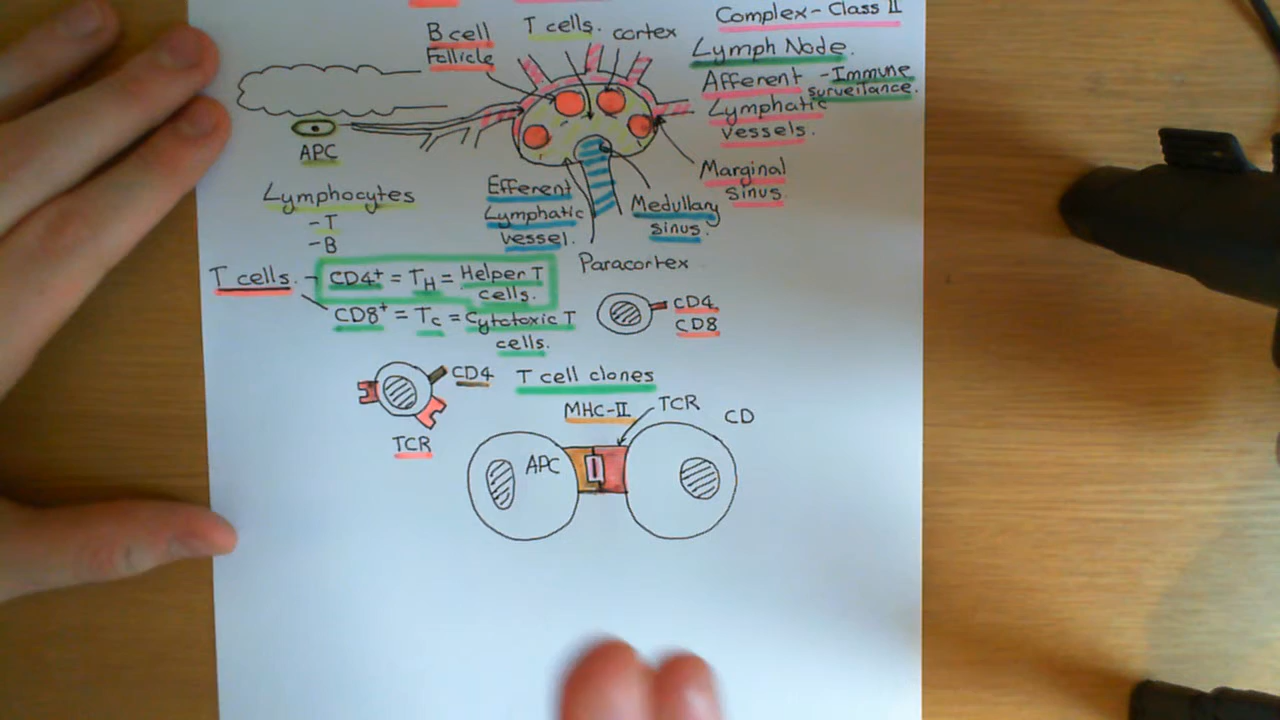 Complex - Class II
B cell
Follicle
T cells.
cortex
Lymph Node.
Afferent
Lymphatic
vessels.
- Immune
surveilance.
APC
Marginal
sinus.
Lymphocytes
- T
- B
Efferent
Lymphatic
vessel.
Medullary
sinus.
Paracortex
T cells. - CD4+ = TH = Helper T
cells.
CD8+ = Tc = Cytotoxic T
cells.
CD4
CD8
CD4
TCR
T cell clones
MHC-II
TCR
CD
APC